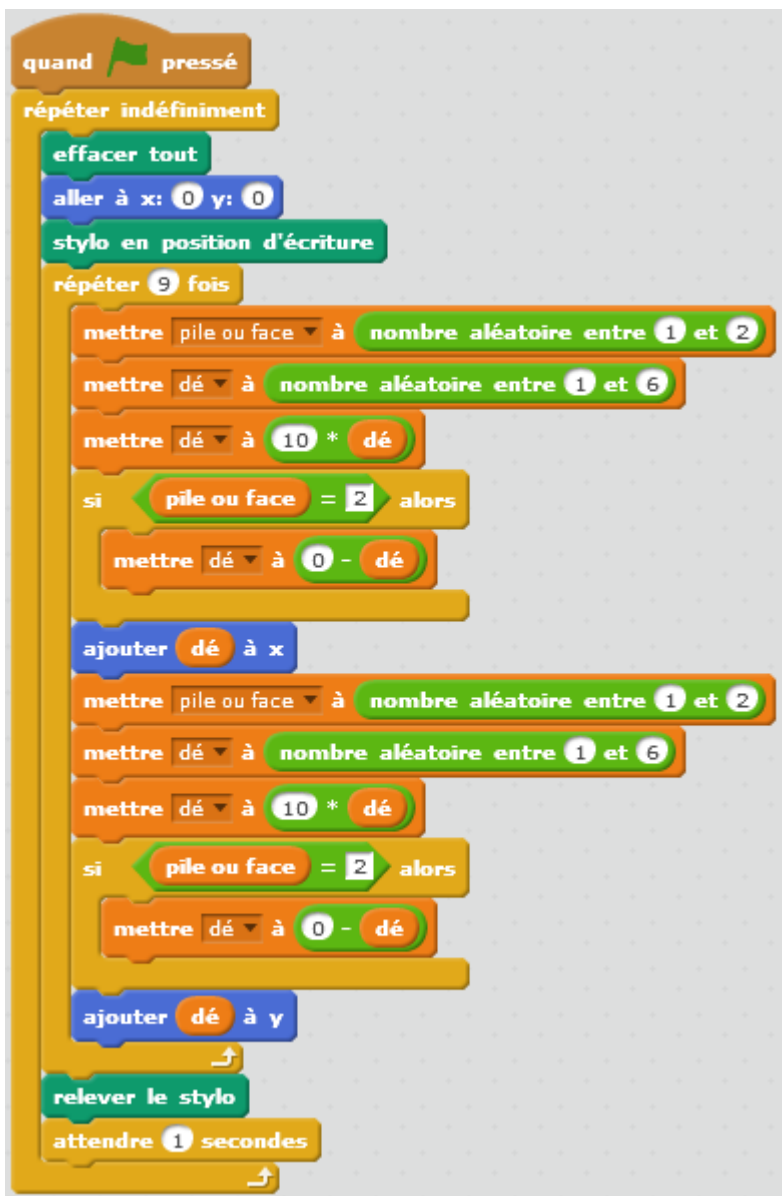 quand pressé
répéter indéfiniment
effacer tout
aller à x: 0 y: 0
stylo en position d'écriture
répéter 9 fois
mettre pile ou face à nombre aléatoire entre 1 et 2
mettre dé à nombre aléatoire entre 1 et 6
mettre dé à 10 * dé
si pile ou face = 2 alors
mettre dé à 0 - dé
ajouter dé à x
mettre pile ou face à nombre aléatoire entre 1 et 2
mettre dé à nombre aléatoire entre 1 et 6
mettre dé à 10 * dé
si pile ou face = 2 alors
mettre dé à 0 - dé
ajouter dé à y
relever le stylo
attendre 1 secondes